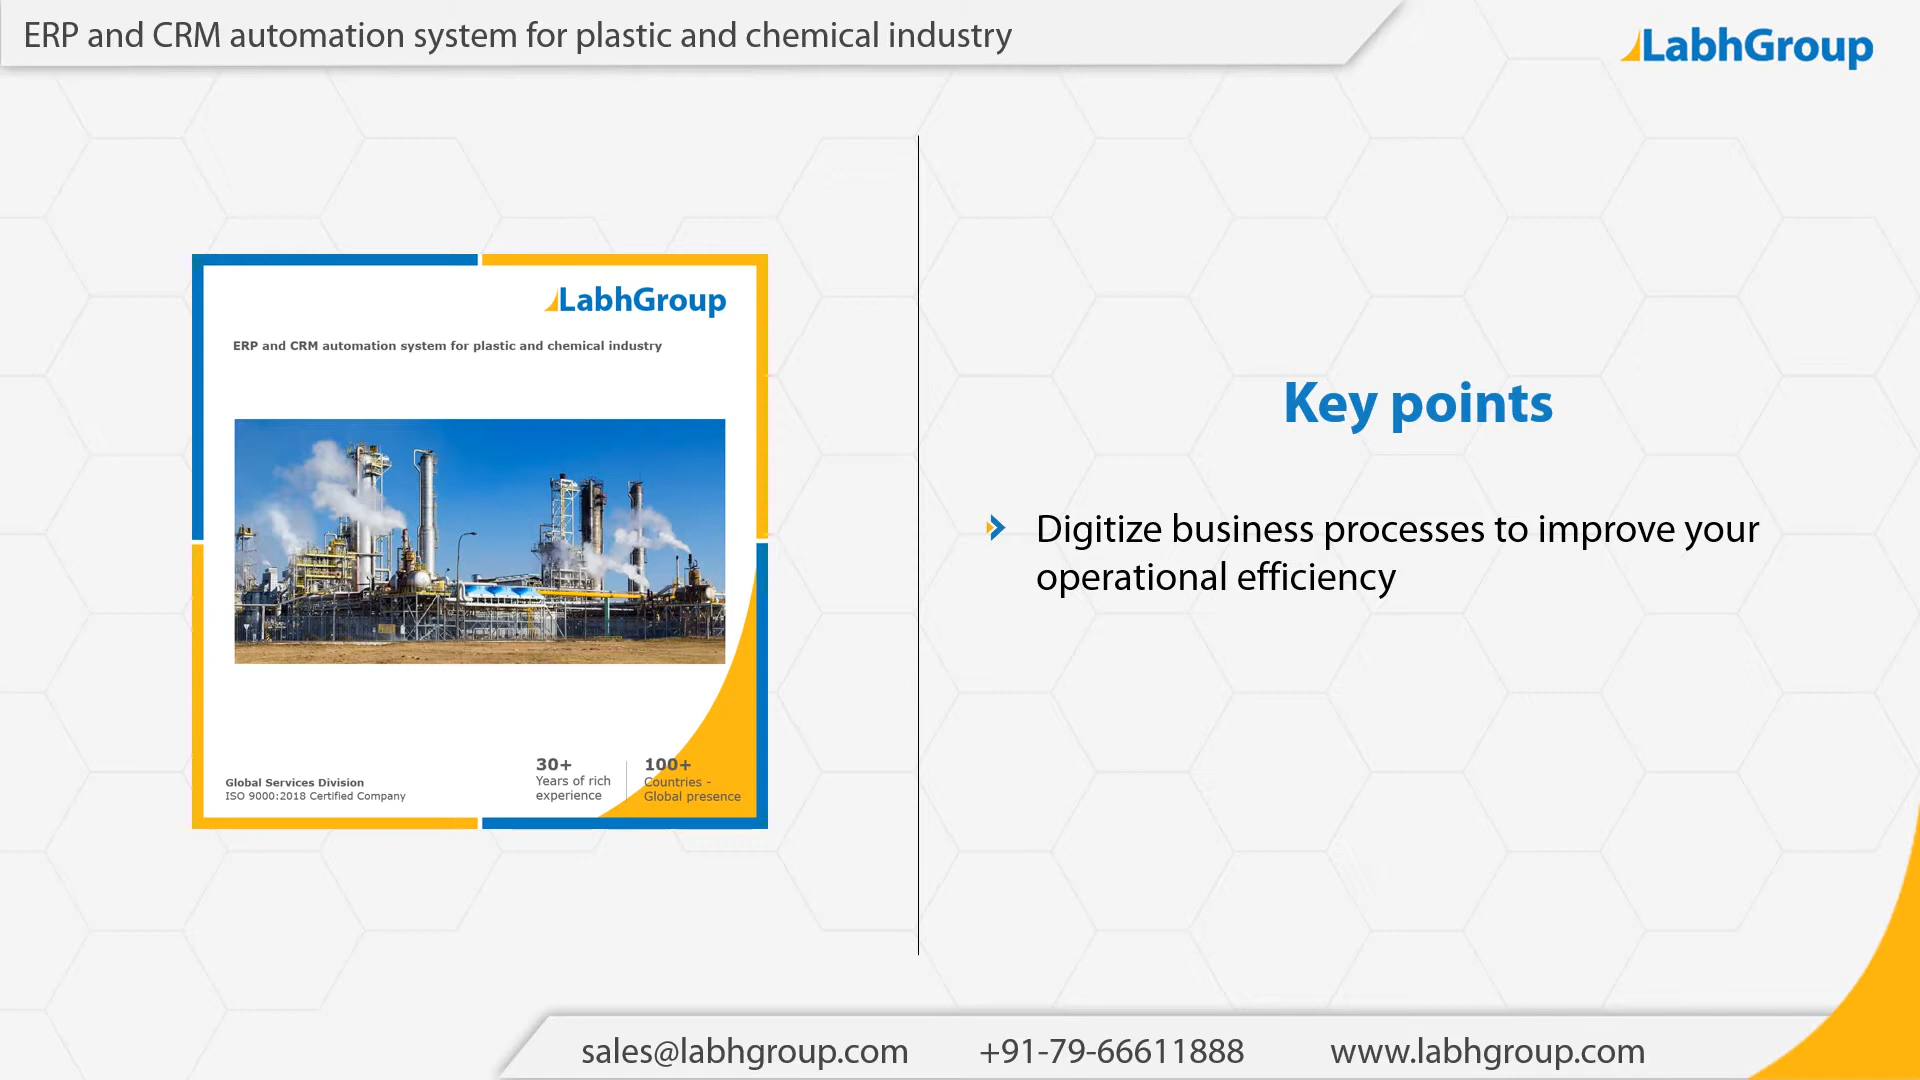 ERP and CRM automation system for plastic and chemical industry
LabhGroup
LabhGroup
ERP and CRM automation system for plastic and chemical industry
Global Services Division
ISO 9000:2018 Certified Company
30+
Years of rich
experience
100+
Countries -
Global presence
Key points
Digitize business processes to improve your
operational efficiency
sales@labhgroup.com
+91-79-66611888
www.labhgroup.com